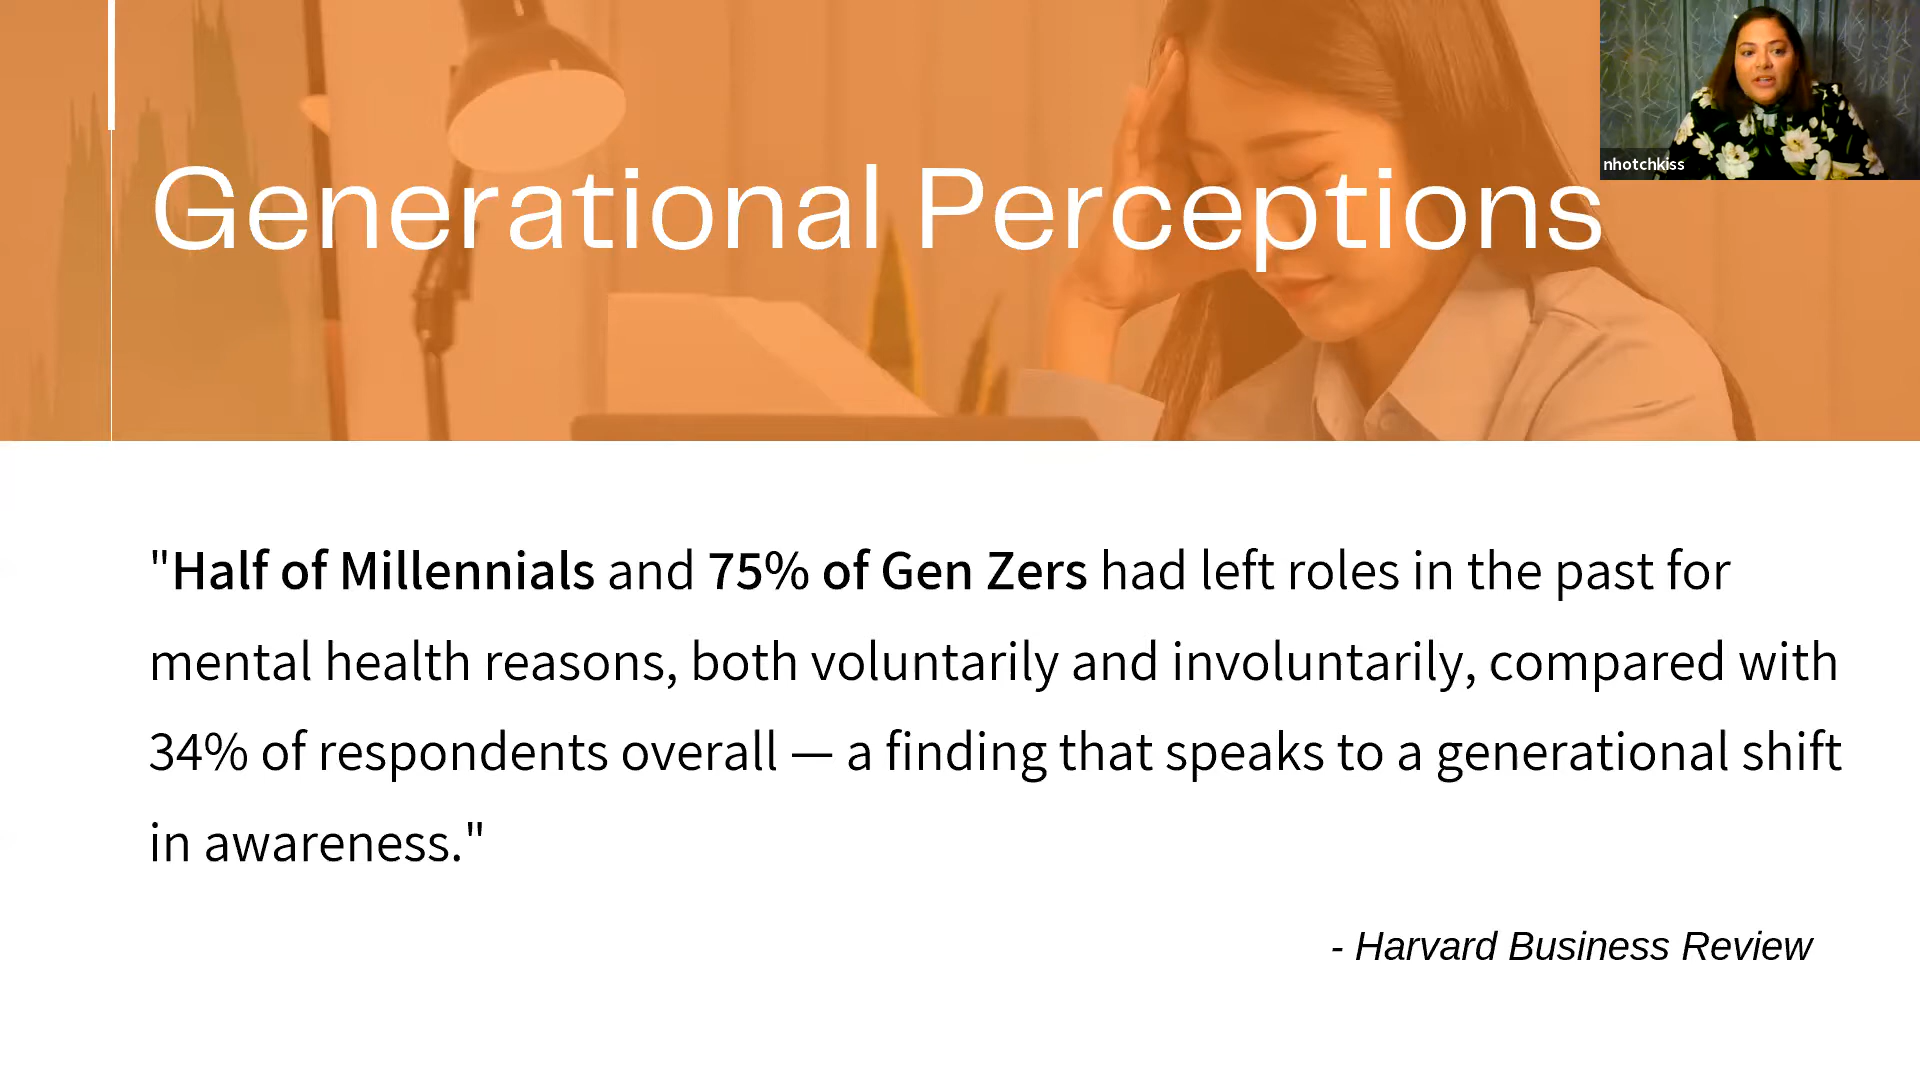 nhotchkiss
Generational Perceptions
"Half of Millennials and 75% of Gen Zers had left roles in the past for
mental health reasons, both voluntarily and involuntarily, compared with
34% of respondents overall — a finding that speaks to a generational shift
in awareness."
- Harvard Business Review